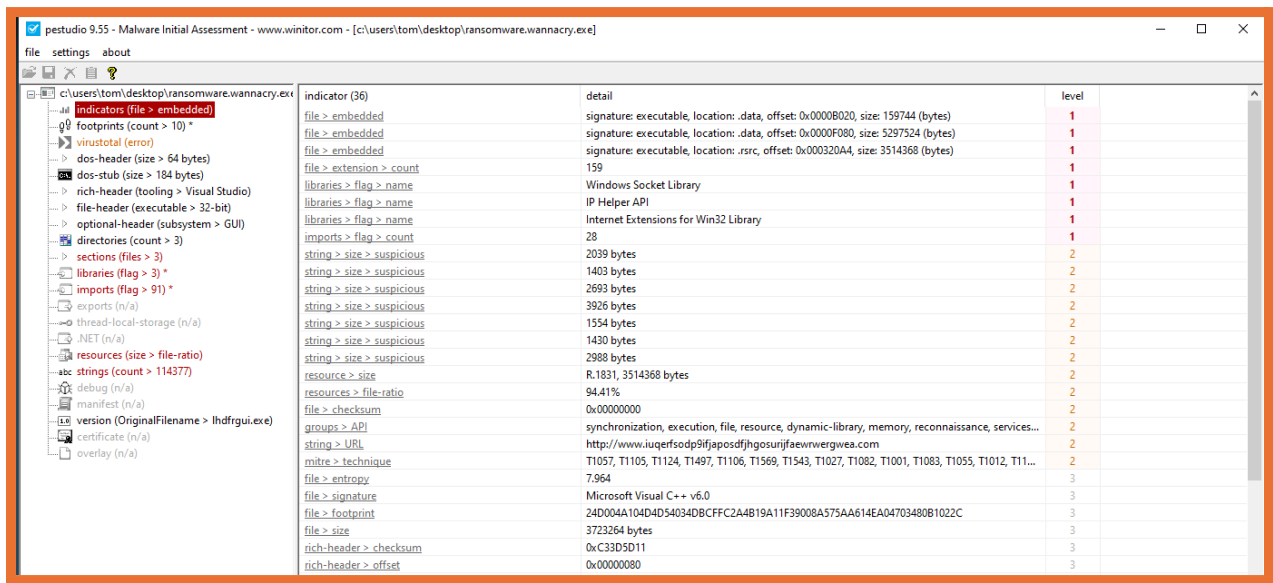 pestudio 9.55 - Malware Initial Assessment - www.winitor.com - [c:\users\tom\desktop\ransomware.wannacry.exe]
file settings about
c:\users\tom\desktop\ransomware.wannacry.exe
indicators (file > embedded)
footprints (count > 10) *
virustotal (error)
dos-header (size > 64 bytes)
dos-stub (size > 184 bytes)
rich-header (tooling > Visual Studio)
file-header (executable > 32-bit)
optional-header (subsystem > GUI)
directories (count > 3)
sections (files > 3)
libraries (flag > 3) *
imports (flag > 91) *
exports (n/a)
thread-local-storage (n/a)
.NET (n/a)
resources (size > file-ratio)
abc strings (count > 114377)
debug (n/a)
manifest (n/a)
1.0 version (OriginalFilename > lhdfrgui.exe)
certificate (n/a)
overlay (n/a)
indicator (36) detail level
file > embedded signature: executable, location: .data, offset: 0x0000B020, size: 159744 (bytes) 1
file > embedded signature: executable, location: .data, offset: 0x0000F080, size: 5297524 (bytes) 1
file > embedded signature: executable, location: .rsrc, offset: 0x000320A4, size: 3514368 (bytes) 1
file > extension > count 159 1
libraries > flag > name Windows Socket Library 1
libraries > flag > name IP Helper API 1
libraries > flag > name Internet Extensions for Win32 Library 1
imports > flag > count 28 1
string > size > suspicious 2039 bytes 2
string > size > suspicious 1403 bytes 2
string > size > suspicious 2693 bytes 2
string > size > suspicious 3926 bytes 2
string > size > suspicious 1554 bytes 2
string > size > suspicious 1430 bytes 2
string > size > suspicious 2988 bytes 2
resource > size R.1831, 3514368 bytes 2
resources > file-ratio 94.41% 2
file > checksum 0x00000000 2
groups > API synchronization, execution, file, resource, dynamic-library, memory, reconnaissance, services... 2
string > URL http://www.iuqerfsodp9ifjaposdfjhgosurijfaewrwergwea.com 2
mitre > technique T1057, T1105, T1124, T1497, T1106, T1569, T1543, T1027, T1082, T1001, T1083, T1055, T1012, T11... 2
file > entropy 7.964 3
file > signature Microsoft Visual C++ v6.0 3
file > footprint 24D004A104D4D54034DBCFFC2A4B19A11F39008A575AA614EA04703480B1022C 3
file > size 3723264 bytes 3
rich-header > checksum 0xC33D5D11 3
rich-header > offset 0x00000080 3